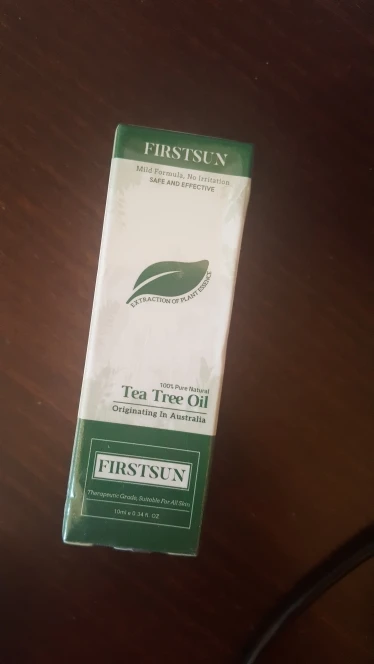 FIRSTSUN
Mild Formula, No Irritation
SAFE AND EFFECTIVE
EXTRACTION OF PLANT ESSENCE
100% Pure Natural
Tea Tree Oil
Originating In Australia
FIRSTSUN
Therapeutic Grade, Suitable For All Skins
10ml e 0.34 fl. OZ